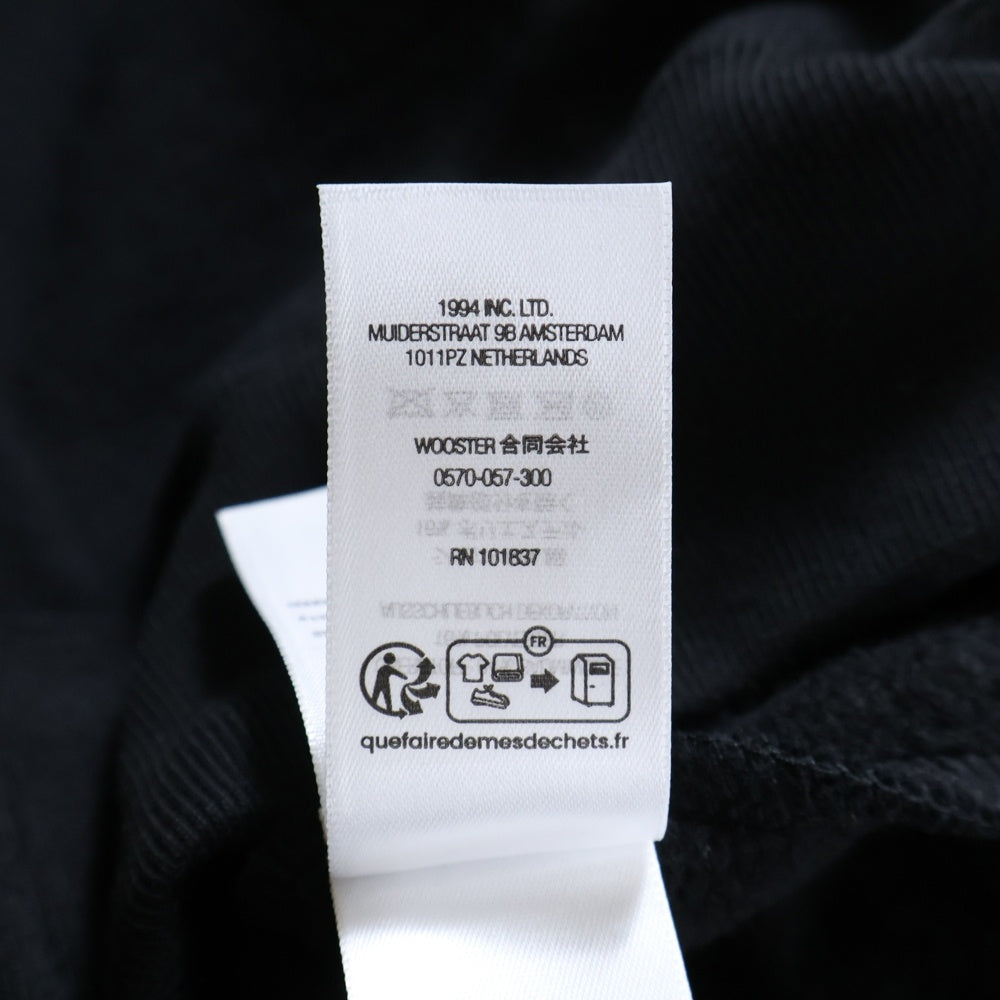 1994 INC. LTD.
MUIDERSTRAAT 9B AMSTERDAM
1011PZ NETHERLANDS
WOOSTER 合同会社
0570-057-300
RN 101837
FR
quefairedemesdechets.fr